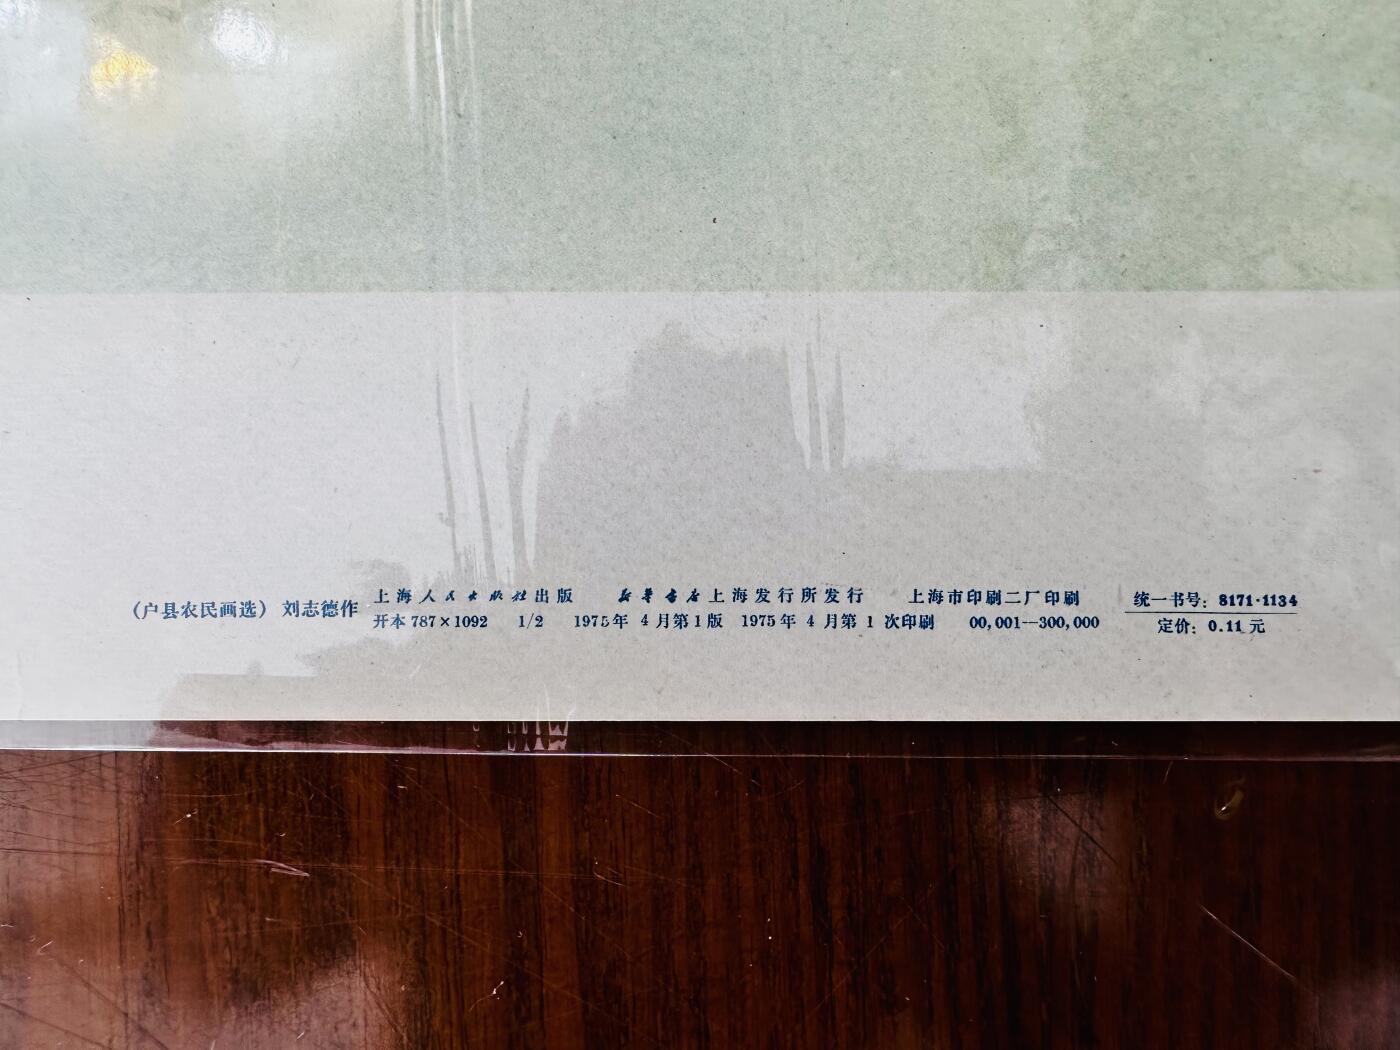 (户县农民画选) 刘志德作
上海人民出版社出版 新华书店上海发行所发行 上海市印刷二厂印刷
开本 787×1092 1/2 1975年 4 月第1版 1975年 4 月第 1 次印刷 00,001—300,000
统一书号: 8171·1134
定价: 0.11 元